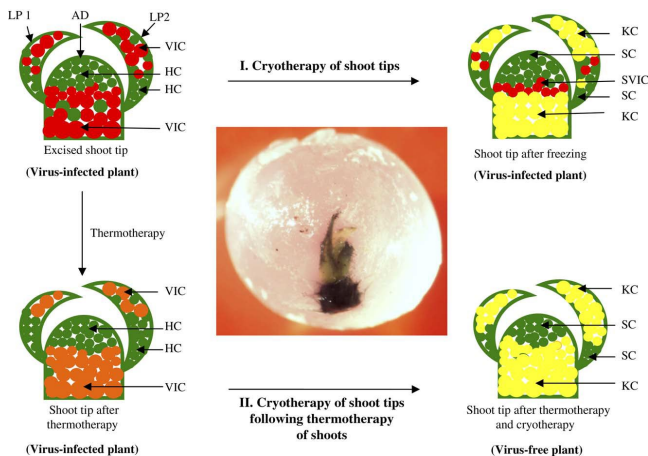 LP 1
AD
LP2
VIC
HC
HC
VIC
Excised shoot tip
(Virus-infected plant)
I. Cryotherapy of shoot tips
KC
SC
SVIC
SC
KC
Shoot tip after freezing
(Virus-infected plant)
Thermotherapy
VIC
HC
HC
VIC
Shoot tip after
thermotherapy
(Virus-infected plant)
II. Cryotherapy of shoot tips
following thermotherapy
of shoots
KC
SC
SC
KC
Shoot tip after thermotherapy
and cryotherapy
(Virus-free plant)